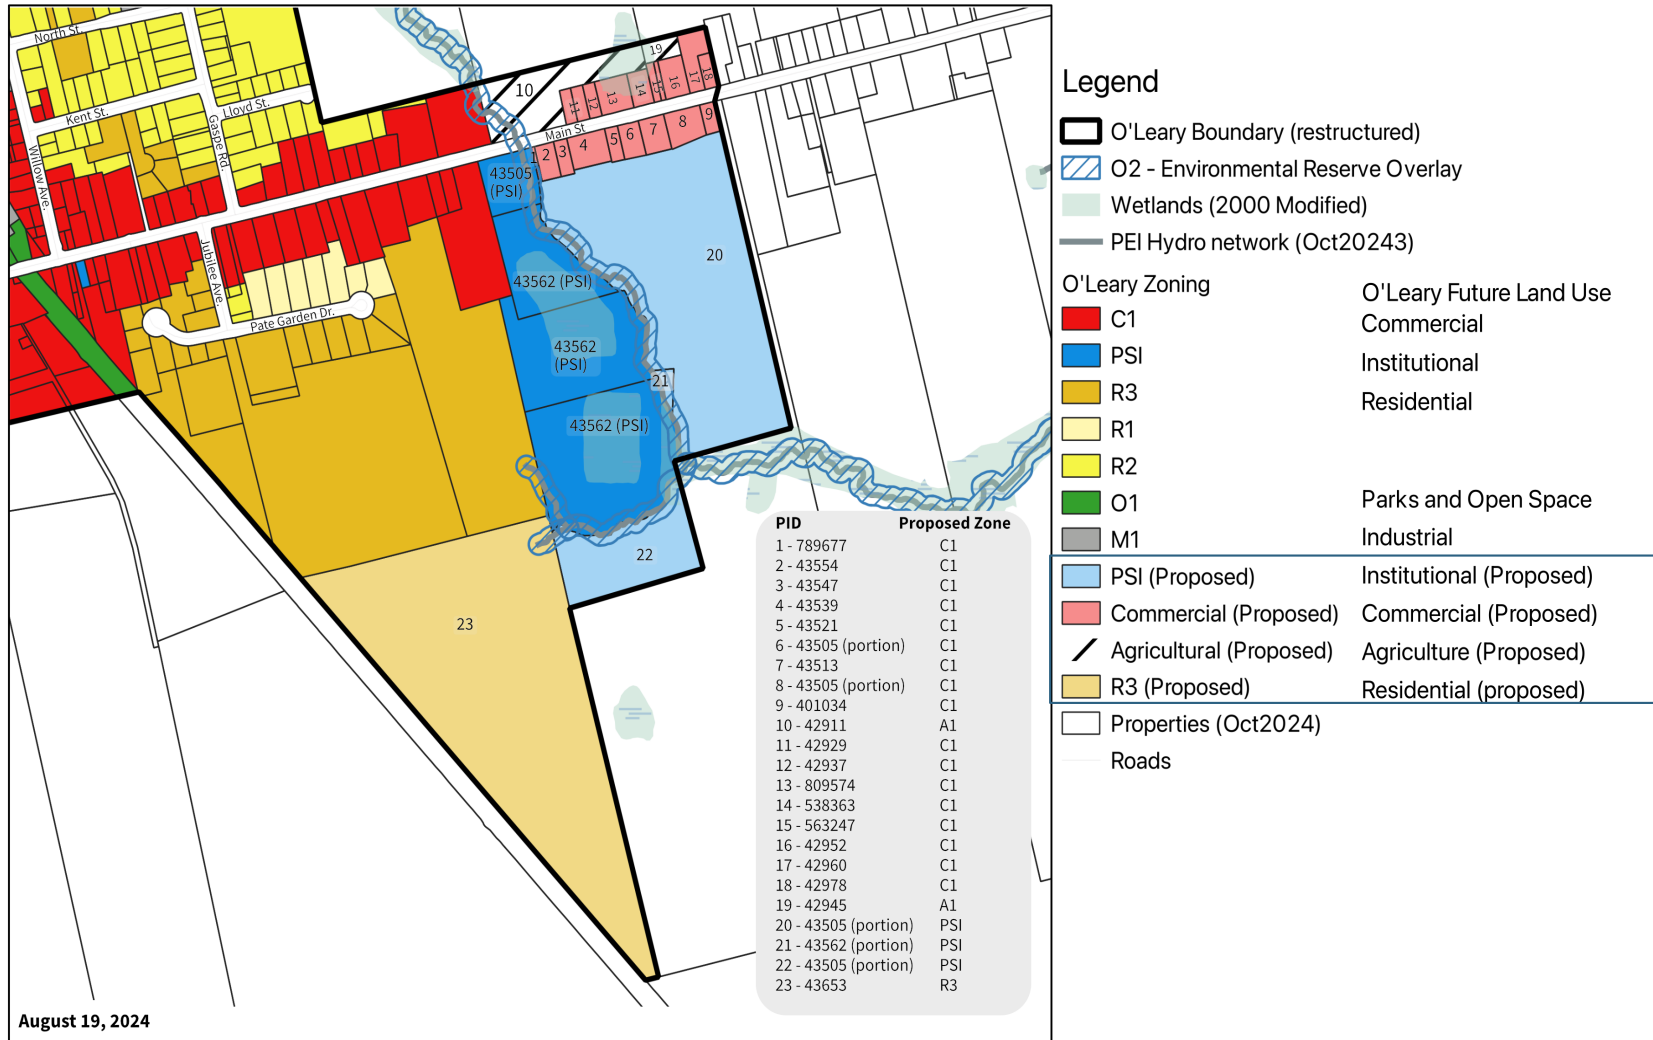 North St.
Kent St.
Lloyd St.
Gaspe Rd.
Willow Ave.
Jubilee Ave.
Pate Garden Dr.
Main St
10
19
11
12
13
14
15
16
17
18
1
2
3
4
5
6
7
8
9
43505
(PSI)
43562 (PSI)
43562
(PSI)
43562 (PSI)
20
21
22
23
PID Proposed Zone
1 - 789677 C1
2 - 43554 C1
3 - 43547 C1
4 - 43539 C1
5 - 43521 C1
6 - 43505 (portion) C1
7 - 43513 C1
8 - 43505 (portion) C1
9 - 401034 C1
10 - 42911 A1
11 - 42929 C1
12 - 42937 C1
13 - 809574 C1
14 - 538363 C1
15 - 563247 C1
16 - 42952 C1
17 - 42960 C1
18 - 42978 C1
19 - 42945 A1
20 - 43505 (portion) PSI
21 - 43562 (portion) PSI
22 - 43505 (portion) PSI
23 - 43653 R3
August 19, 2024
Legend
O'Leary Boundary (restructured)
O2 - Environmental Reserve Overlay
Wetlands (2000 Modified)
PEI Hydro network (Oct20243)
O'Leary Zoning
O'Leary Future Land Use
C1 Commercial
PSI Institutional
R3 Residential
R1
R2
O1 Parks and Open Space
M1 Industrial
PSI (Proposed) Institutional (Proposed)
Commercial (Proposed) Commercial (Proposed)
Agricultural (Proposed) Agriculture (Proposed)
R3 (Proposed) Residential (proposed)
Properties (Oct2024)
Roads